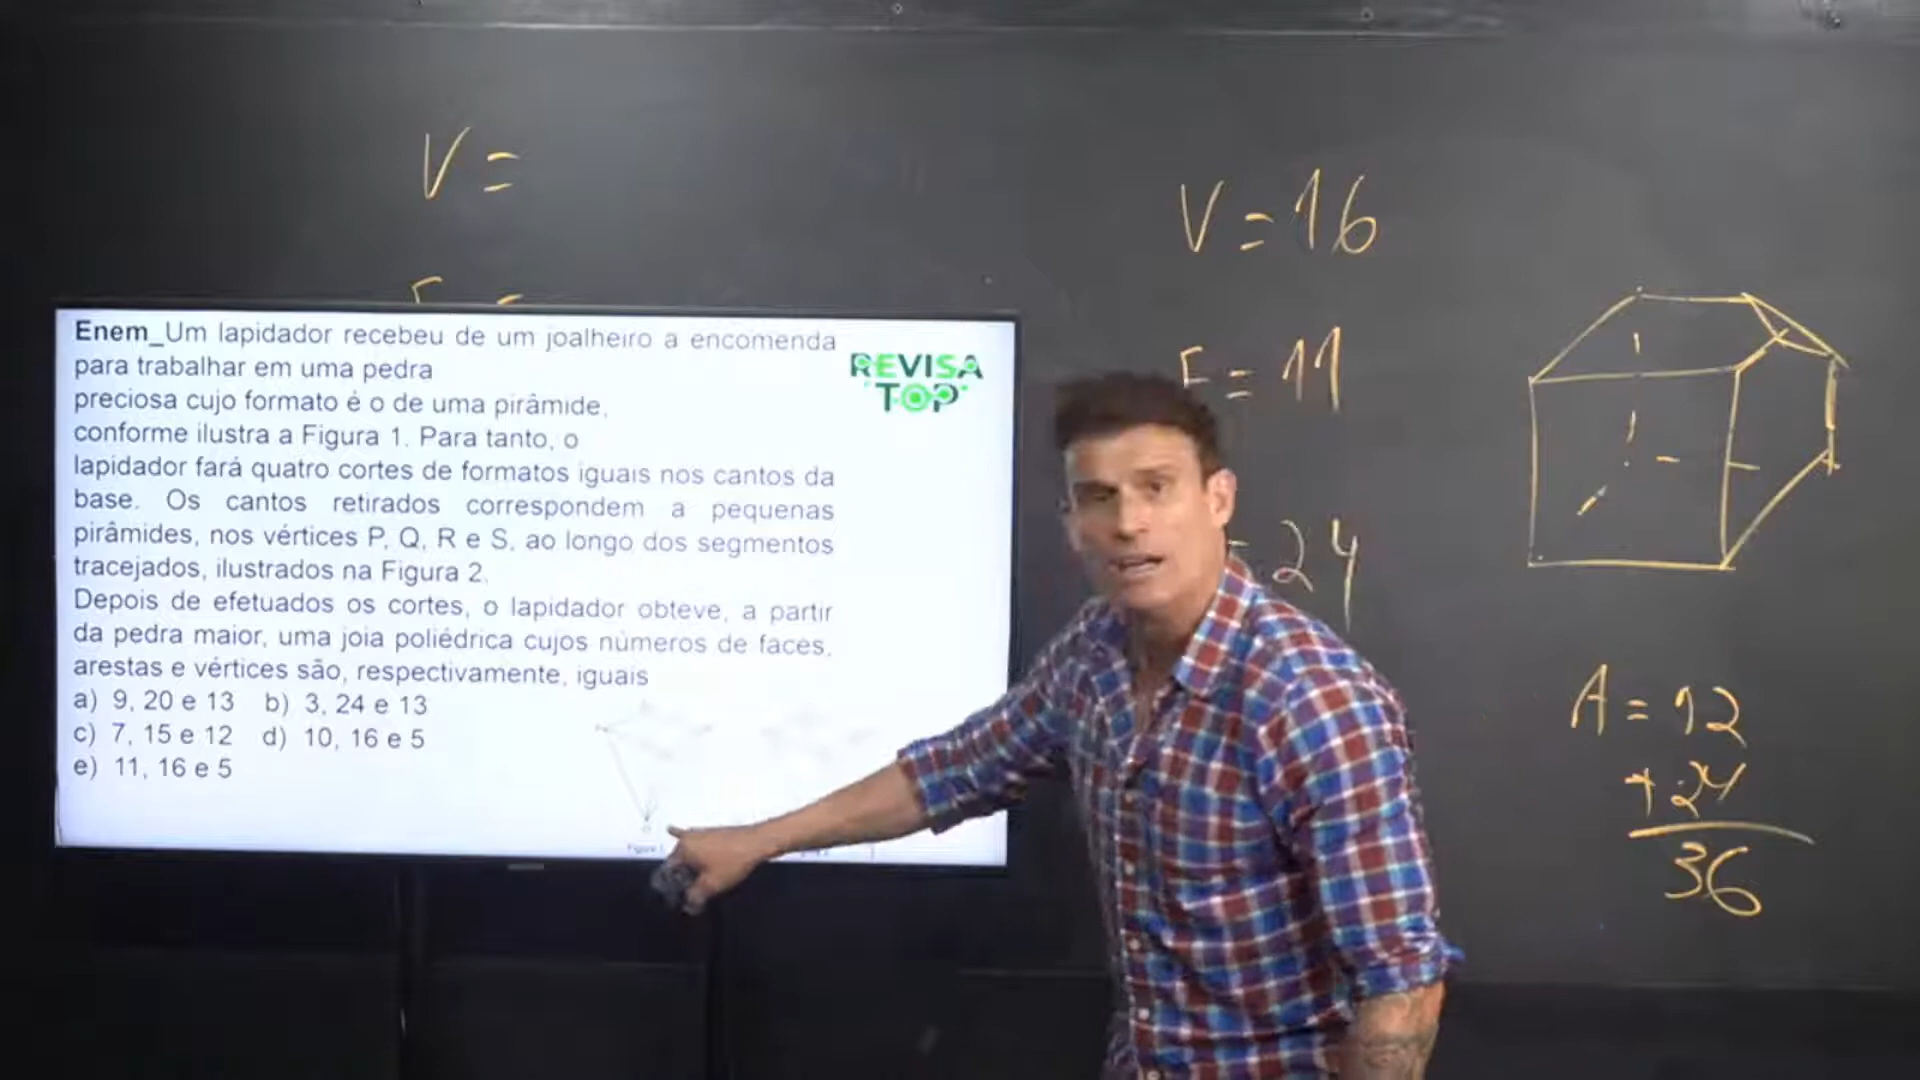 V =
Enem_Um lapidador recebeu de um joalheiro a encomenda
para trabalhar em uma pedra
preciosa cujo formato é o de uma pirâmide,
conforme ilustra a Figura 1. Para tanto, o
lapidador fará quatro cortes de formatos iguais nos cantos da
base. Os cantos retirados correspondem a pequenas
pirâmides, nos vértices P, Q, R e S, ao longo dos segmentos
tracejados, ilustrados na Figura 2.
Depois de efetuados os cortes, o lapidador obteve, a partir
da pedra maior, uma joia poliédrica cujos números de faces,
arestas e vértices são, respectivamente, iguais
a) 9, 20 e 13 b) 3, 24 e 13
c) 7, 15 e 12 d) 10, 16 e 5
e) 11, 16 e 5
REVISA
TOP
V = 16
= 11
= 24
A = 12
+ 24
36